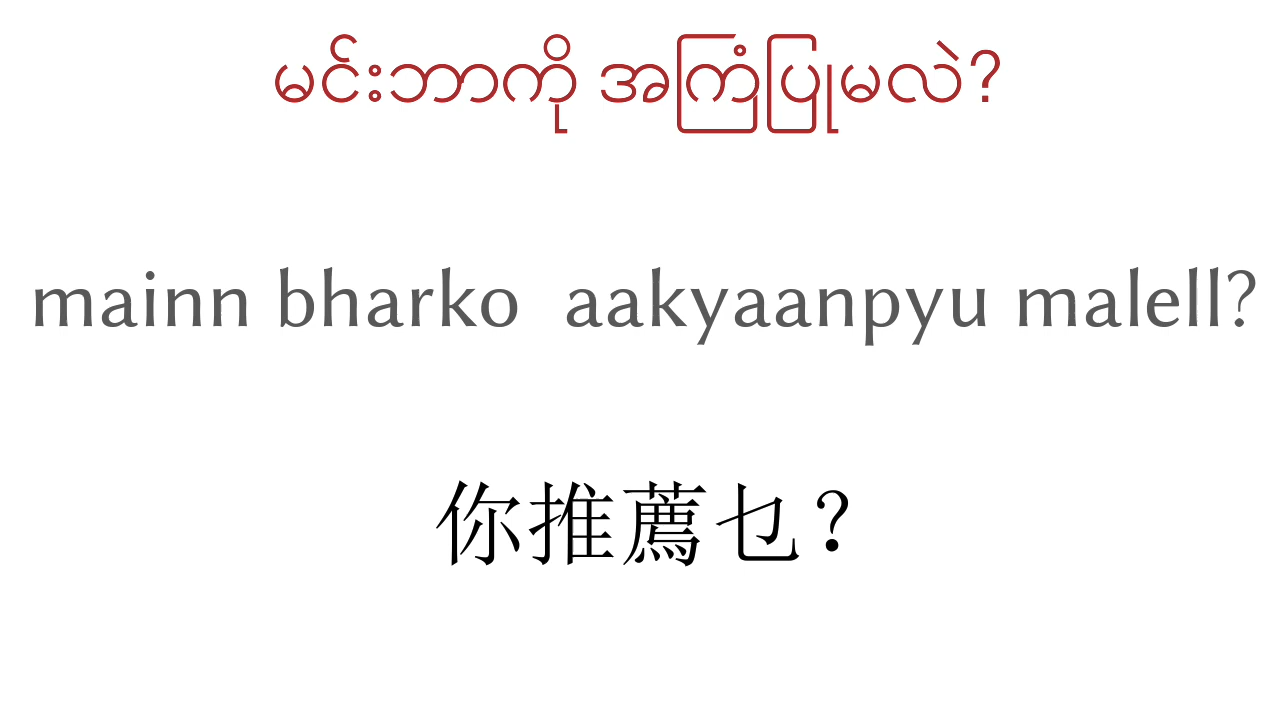 မင်းဘာကို အကြံပြုမလဲ?
mainn bharko  aakyaanpyu malell?
你推薦乜？